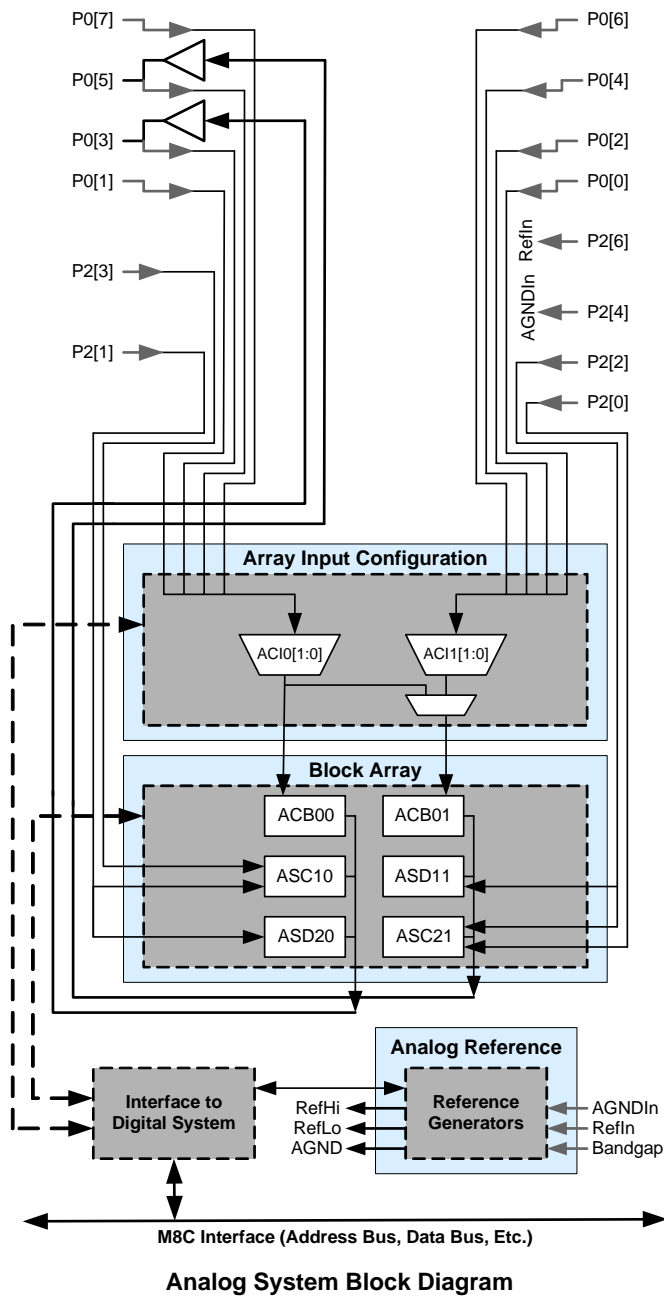 P0[7]
P0[6]
P0[5]
P0[4]
P0[3]
P0[2]
P0[1]
P0[0]
RefIn
P2[6]
P2[3]
AGNDIn
P2[4]
P2[1]
P2[2]
P2[0]
Array Input Configuration
ACI0[1:0]
ACI1[1:0]
Block Array
ACB00
ACB01
ASC10
ASD11
ASD20
ASC21
Analog Reference
Interface to
Digital System
RefHi
RefLo
AGND
Reference
Generators
AGNDIn
RefIn
Bandgap
M8C Interface (Address Bus, Data Bus, Etc.)
Analog System Block Diagram